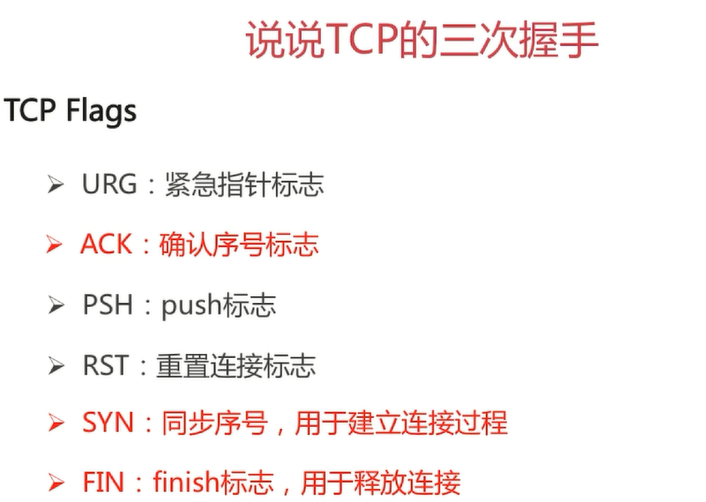 说说TCP的三次握手
TCP Flags
➢ URG：紧急指针标志
➢ ACK：确认序号标志
➢ PSH：push标志
➢ RST：重置连接标志
➢ SYN：同步序号，用于建立连接过程
➢ FIN：finish标志，用于释放连接